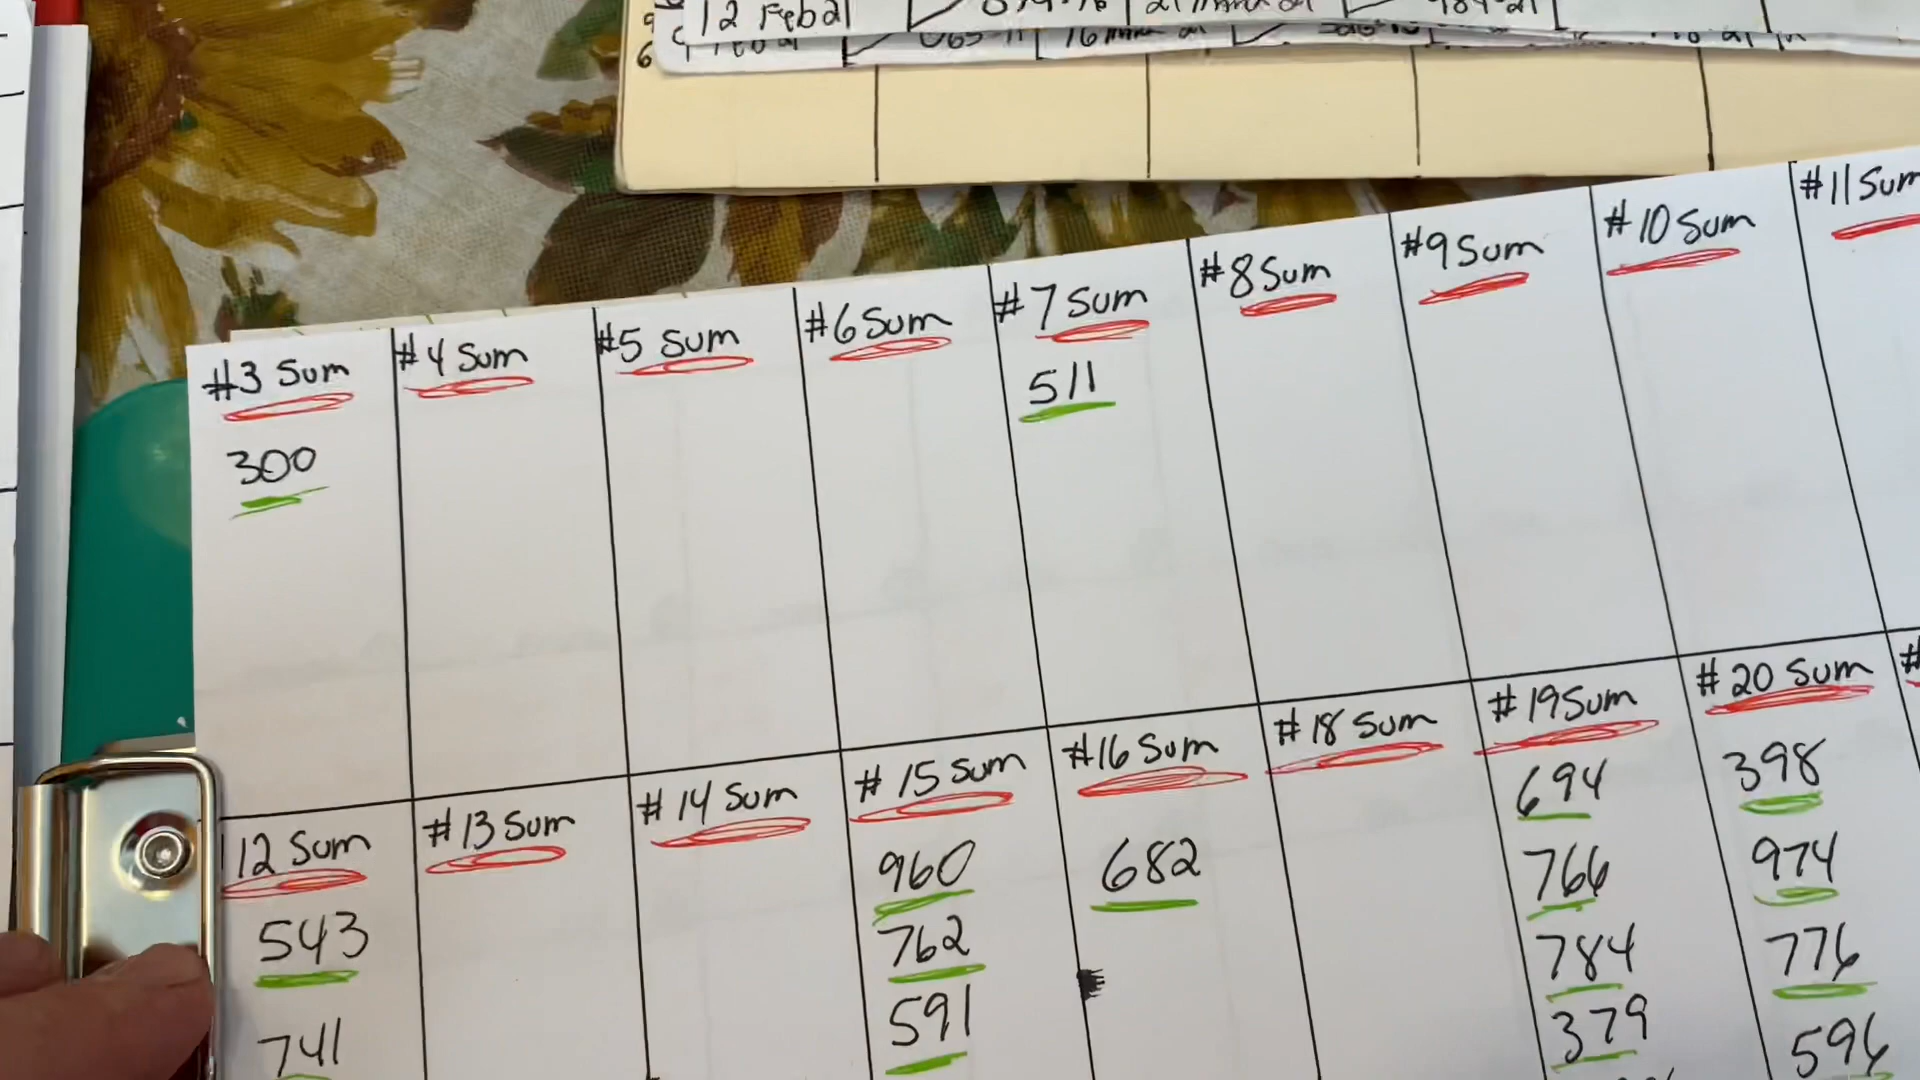 12 Feb 21
#3 Sum
#4 Sum
#5 Sum
#6 Sum
#7 Sum
#8 Sum
#9 Sum
#10 Sum
#11 Sum
300
511
12 Sum
#13 Sum
#14 Sum
#15 Sum
#16 Sum
#18 Sum
#19 Sum
#20 Sum
#
543
741
960
762
591
682
694
766
784
379
398
974
776
596